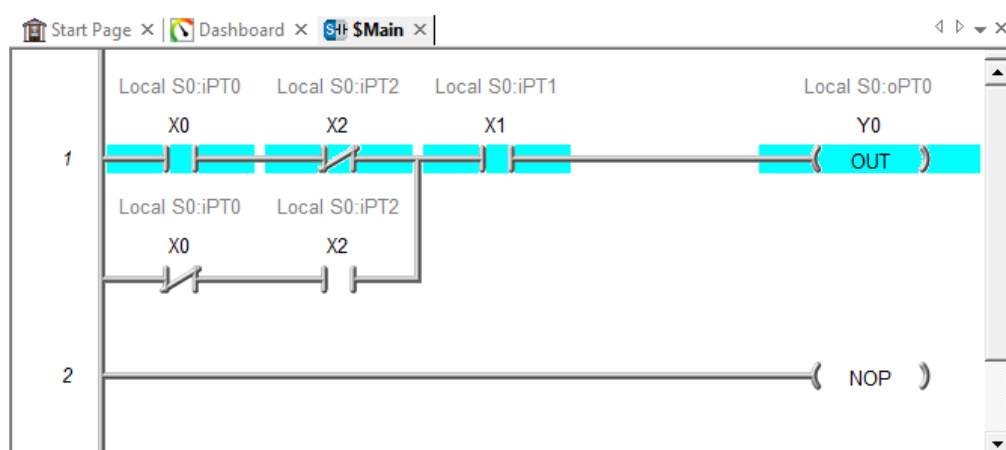 Start Page Dashboard S $Main
Local S0:iPT0 Local S0:iPT2 Local S0:iPT1 Local S0:oPT0
X0 X2 X1 Y0
1 OUT
Local S0:iPT0 Local S0:iPT2
X0 X2
2 NOP